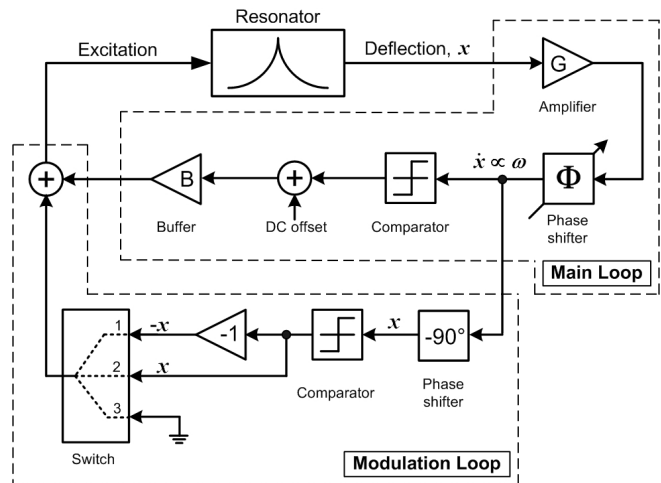 Resonator
Excitation
Deflection, x
G
Amplifier
ẋ ∝ ω
Φ
Phase
shifter
+
B
Buffer
+
DC offset
Comparator
Main Loop
1
-x
-1
x
-90°
2
x
3
Comparator
Phase
shifter
Switch
Modulation Loop